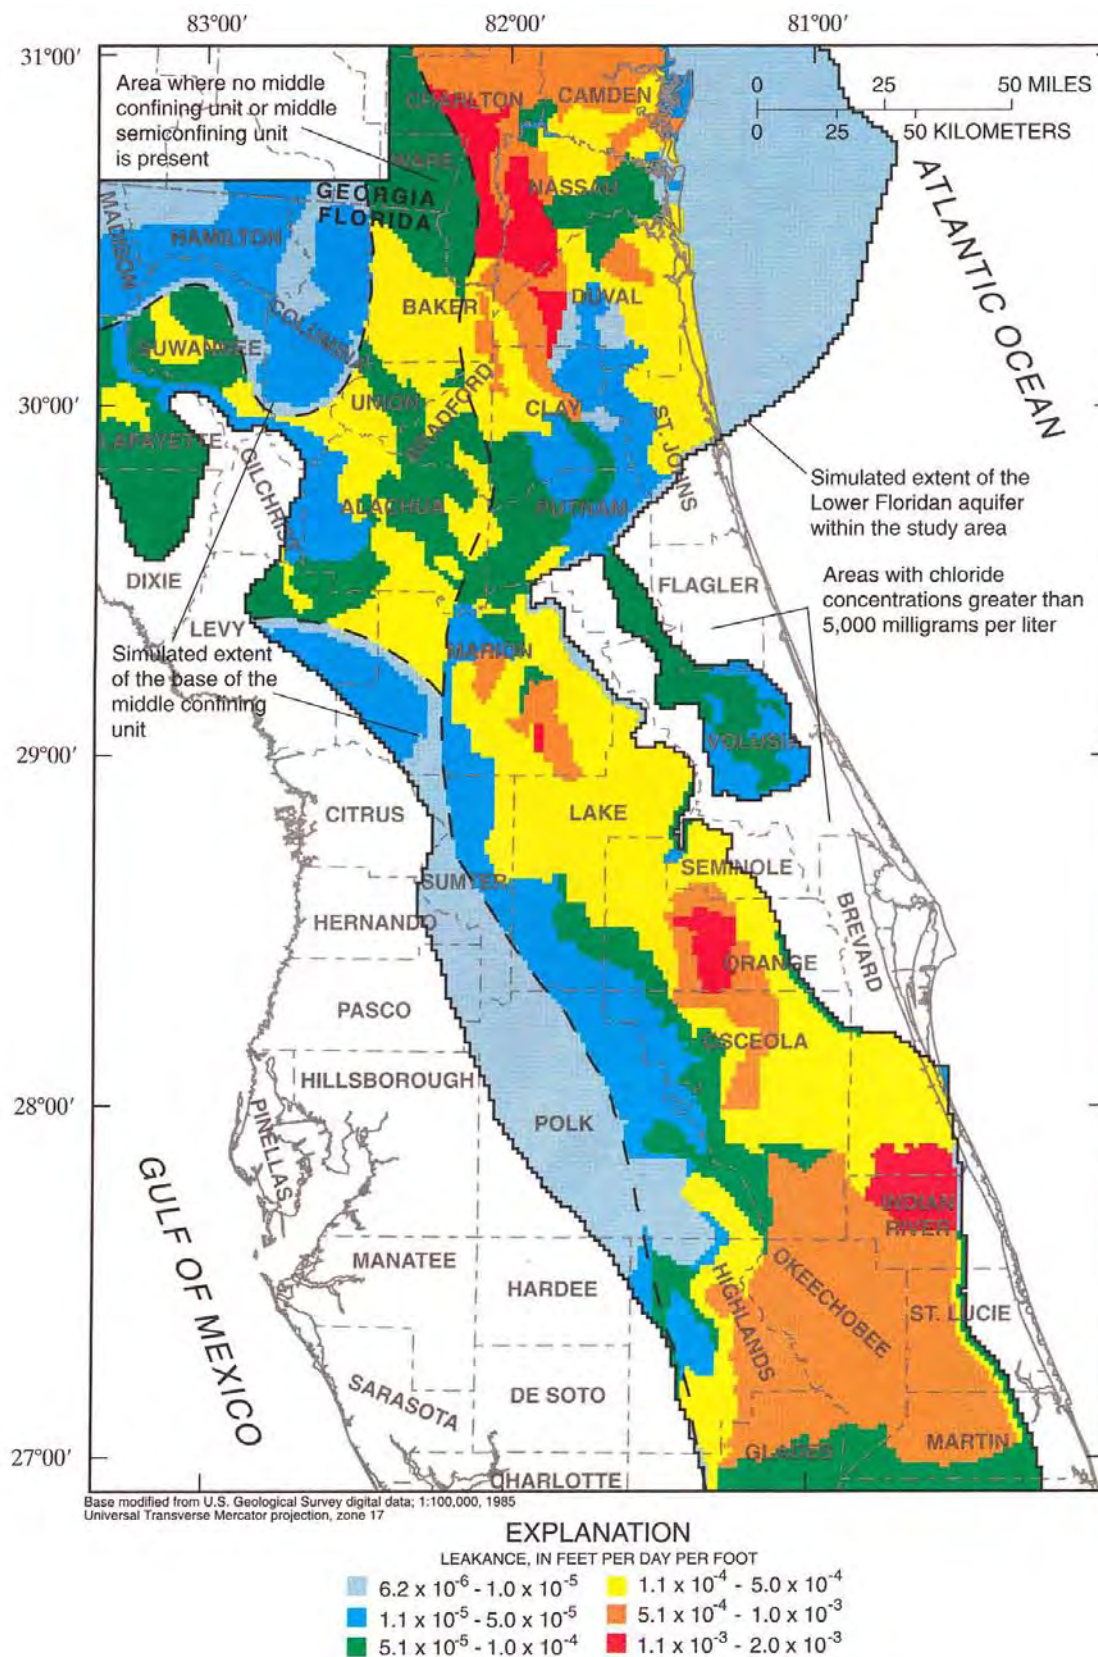 83°00′ 82°00′ 81°00′
31°00′
Area where no middle
confining unit or middle
semiconfining unit
is present
CHARLTON
CAMDEN
0 25 50 MILES
0 25 50 KILOMETERS
WARE
NASSAU
GEORGIA
FLORIDA
MADISON
HAMILTON
ATLANTIC OCEAN
BAKER
DUVAL
COLUMBIA
SUWANNEE
30°00′
UNION
BRADFORD
CLAY
ST. JOHNS
LAFAYETTE
GILCHRIST
ALACHUA
PUTNAM
Simulated extent of the
Lower Floridan aquifer
within the study area
DIXIE
FLAGLER
Areas with chloride
concentrations greater than
5,000 milligrams per liter
LEVY
MARION
Simulated extent
of the base of the
middle confining
unit
VOLUSIA
29°00′
CITRUS
LAKE
SUMTER
SEMINOLE
HERNANDO
BREVARD
ORANGE
PASCO
OSCEOLA
HILLSBOROUGH
28°00′
PINELLAS
POLK
GULF OF MEXICO
INDIAN
RIVER
MANATEE
HARDEE
HIGHLANDS
OKEECHOBEE
ST. LUCIE
SARASOTA
DE SOTO
27°00′
GLADES
MARTIN
CHARLOTTE
Base modified from U.S. Geological Survey digital data; 1:100,000, 1985
Universal Transverse Mercator projection, zone 17
EXPLANATION
LEAKANCE, IN FEET PER DAY PER FOOT
6.2 x 10⁻⁶ - 1.0 x 10⁻⁵ 1.1 x 10⁻⁴ - 5.0 x 10⁻⁴
1.1 x 10⁻⁵ - 5.0 x 10⁻⁵ 5.1 x 10⁻⁴ - 1.0 x 10⁻³
5.1 x 10⁻⁵ - 1.0 x 10⁻⁴ 1.1 x 10⁻³ - 2.0 x 10⁻³